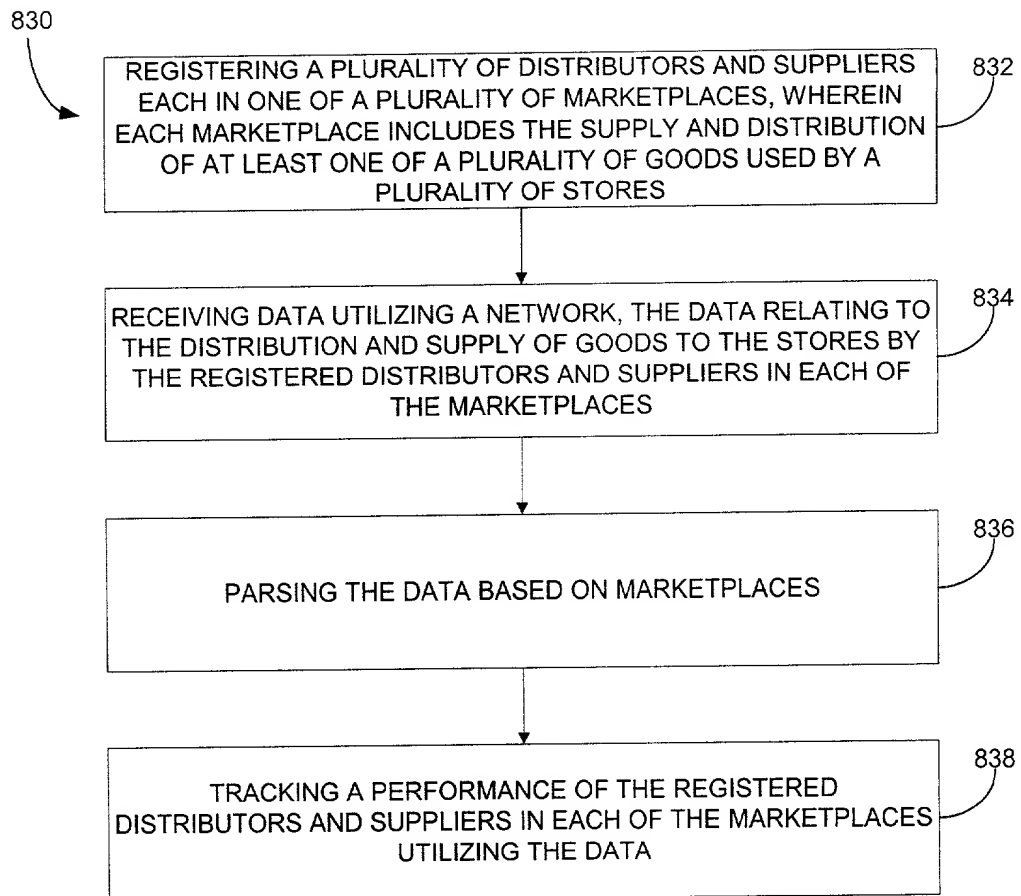 830
REGISTERING A PLURALITY OF DISTRIBUTORS AND SUPPLIERS
EACH IN ONE OF A PLURALITY OF MARKETPLACES, WHEREIN
EACH MARKETPLACE INCLUDES THE SUPPLY AND DISTRIBUTION
OF AT LEAST ONE OF A PLURALITY OF GOODS USED BY A
PLURALITY OF STORES
832
RECEIVING DATA UTILIZING A NETWORK, THE DATA RELATING TO
THE DISTRIBUTION AND SUPPLY OF GOODS TO THE STORES BY
THE REGISTERED DISTRIBUTORS AND SUPPLIERS IN EACH OF
THE MARKETPLACES
834
PARSING THE DATA BASED ON MARKETPLACES
836
TRACKING A PERFORMANCE OF THE REGISTERED
DISTRIBUTORS AND SUPPLIERS IN EACH OF THE MARKETPLACES
UTILIZING THE DATA
838